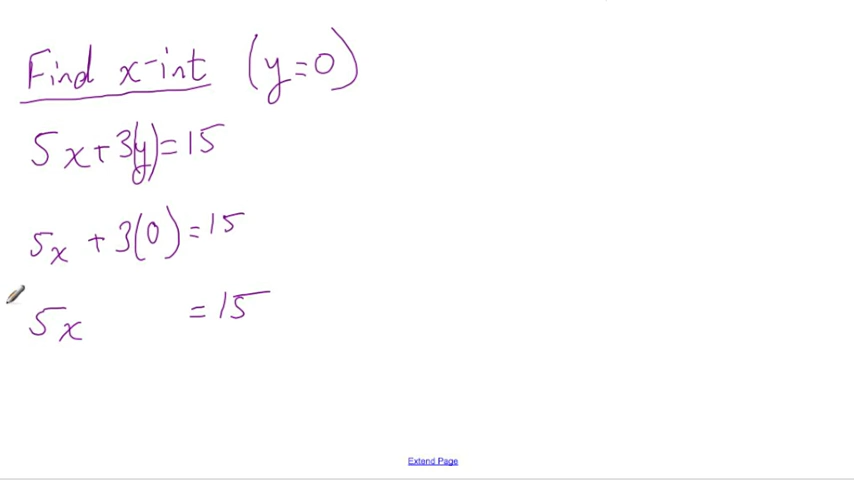 Find x-int (y=0)
5x+3(y)=15
5x + 3(0)=15
5x =15
Extend Page